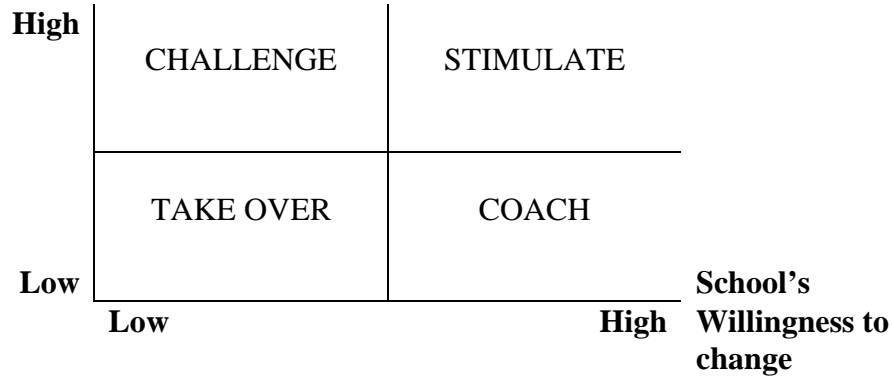 High
CHALLENGE STIMULATE
TAKE OVER COACH
Low
Low High
School’s
Willingness to
change